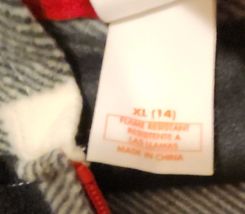 XL (14)
FLAME RESISTANT
RESISTENTE A
LAS LLAMAS
MADE IN CHINA